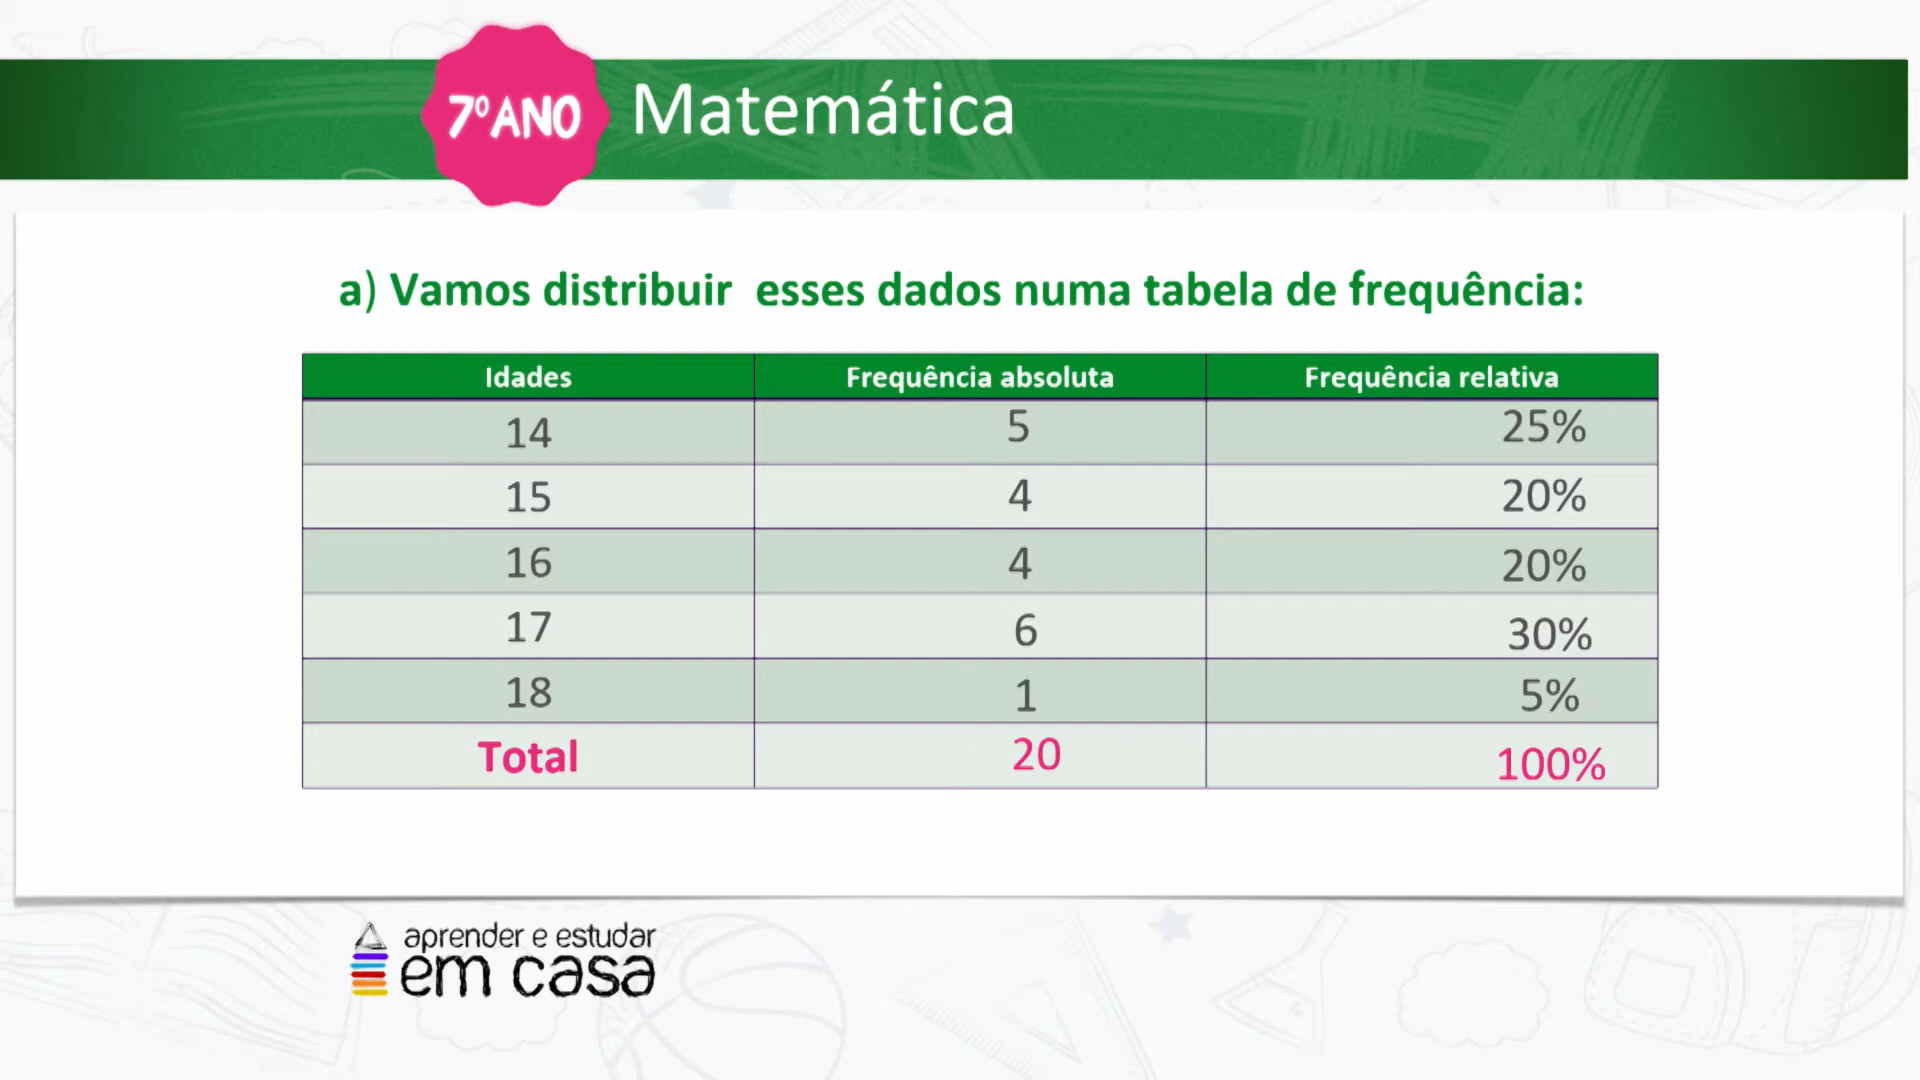 7ºANO Matemática
a) Vamos distribuir esses dados numa tabela de frequência:
Idades Frequência absoluta Frequência relativa
14 5 25%
15 4 20%
16 4 20%
17 6 30%
18 1 5%
Total 20 100%
aprender e estudar
em casa